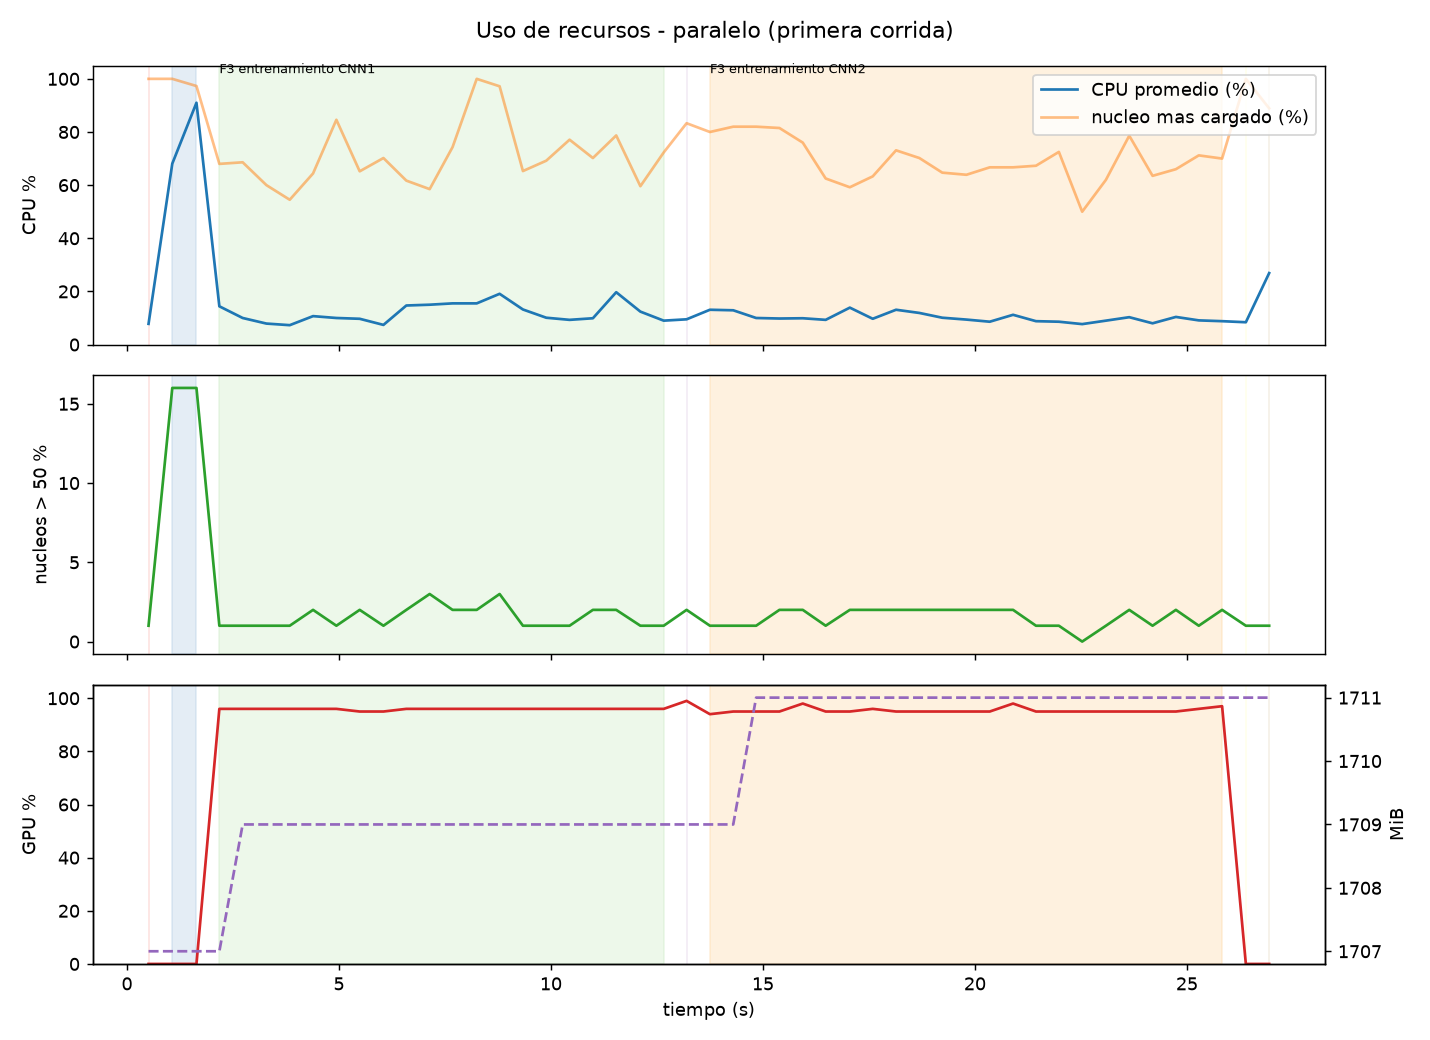 Uso de recursos - paralelo (primera corrida)
F3 entrenamiento CNN1
F3 entrenamiento CNN2
CPU promedio (%)
nucleo mas cargado (%)
CPU %
100
80
60
40
20
0
nucleos > 50 %
15
10
5
0
GPU %
100
80
60
40
20
0
1711
1710
1709
1708
1707
MiB
0 5 10 15 20 25
tiempo (s)